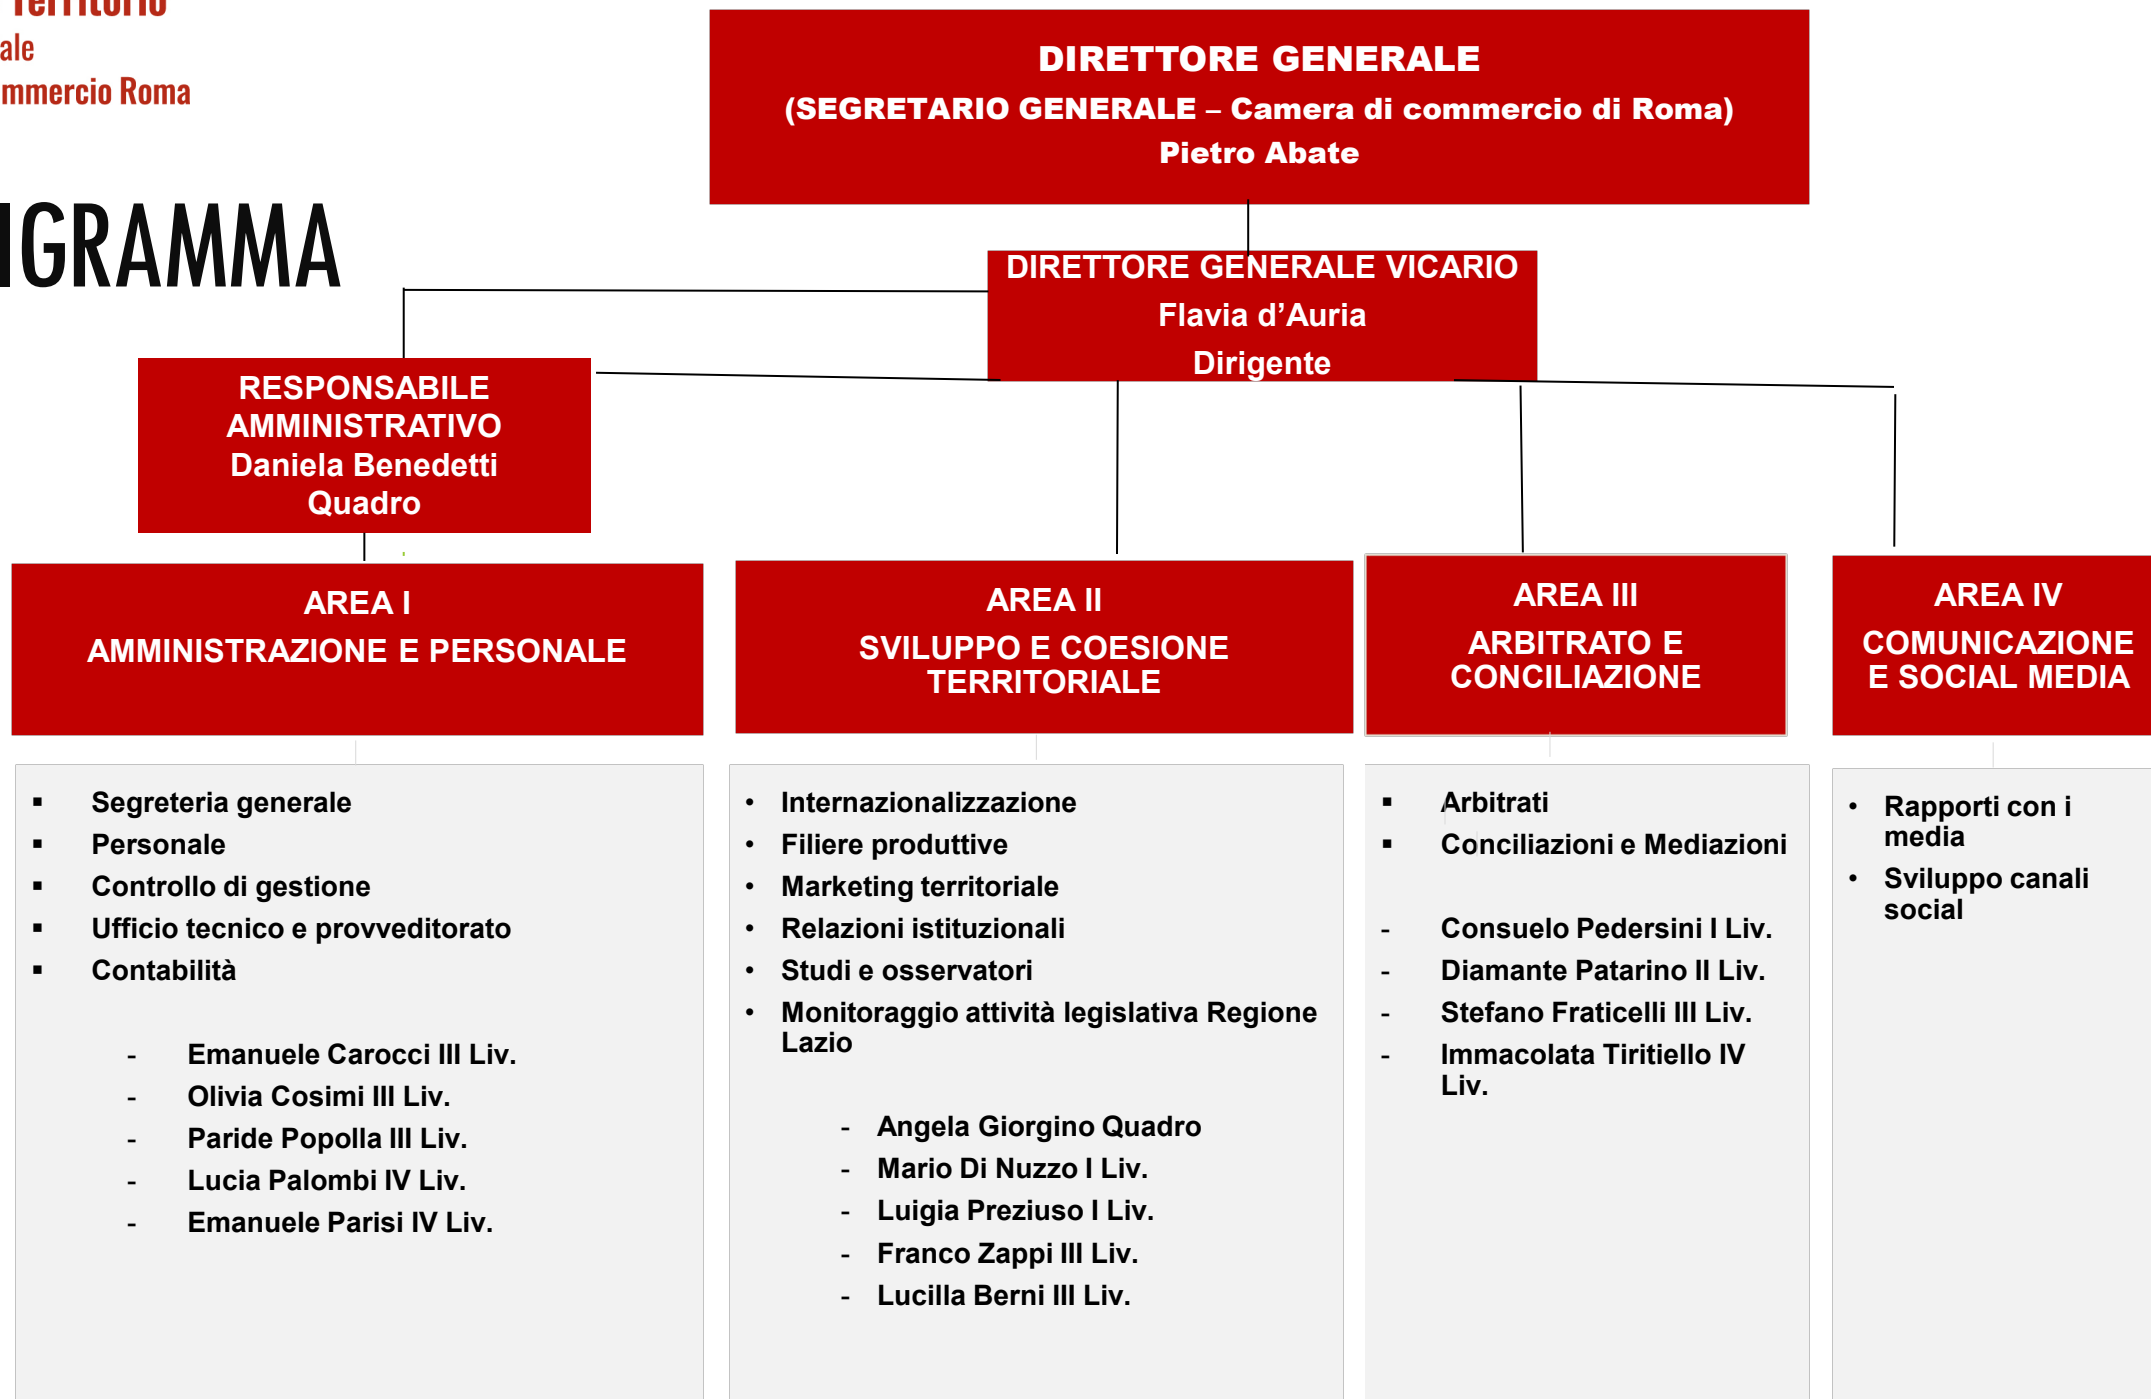 Territorio
ale
mmercio Roma
IGRAMMA
DIRETTORE GENERALE
(SEGRETARIO GENERALE – Camera di commercio di Roma)
Pietro Abate
DIRETTORE GENERALE VICARIO
Flavia d’Auria
Dirigente
RESPONSABILE
AMMINISTRATIVO
Daniela Benedetti
Quadro
AREA I
AMMINISTRAZIONE E PERSONALE
▪ Segreteria generale
▪ Personale
▪ Controllo di gestione
▪ Ufficio tecnico e provveditorato
▪ Contabilità
- Emanuele Carocci III Liv.
- Olivia Cosimi III Liv.
- Paride Popolla III Liv.
- Lucia Palombi IV Liv.
- Emanuele Parisi IV Liv.
AREA II
SVILUPPO E COESIONE
TERRITORIALE
• Internazionalizzazione
• Filiere produttive
• Marketing territoriale
• Relazioni istituzionali
• Studi e osservatori
• Monitoraggio attività legislativa Regione
Lazio
- Angela Giorgino Quadro
- Mario Di Nuzzo I Liv.
- Luigia Preziuso I Liv.
- Franco Zappi III Liv.
- Lucilla Berni III Liv.
AREA III
ARBITRATO E
CONCILIAZIONE
▪ Arbitrati
▪ Conciliazioni e Mediazioni
- Consuelo Pedersini I Liv.
- Diamante Patarino II Liv.
- Stefano Fraticelli III Liv.
- Immacolata Tiritiello IV
Liv.
AREA IV
COMUNICAZIONE
E SOCIAL MEDIA
• Rapporti con i
media
• Sviluppo canali
social